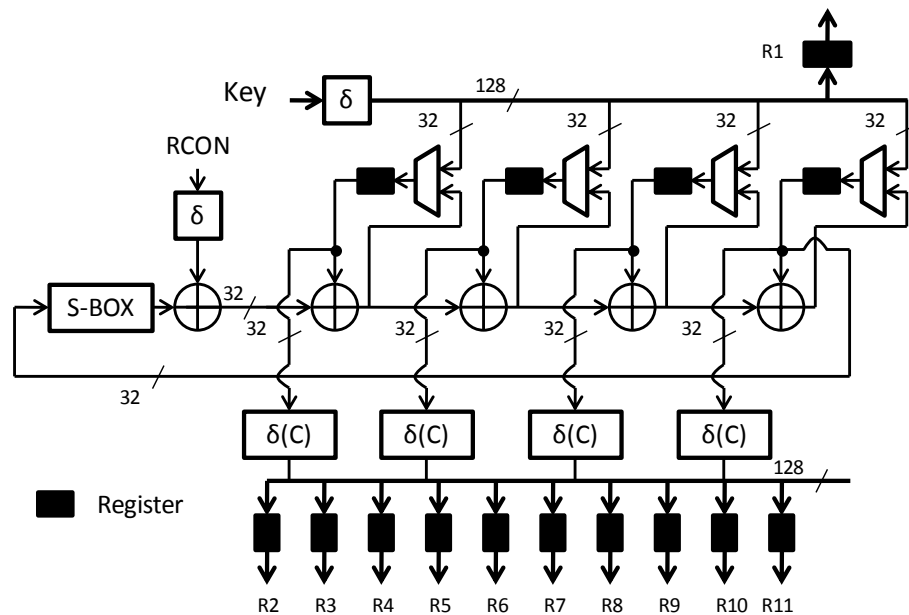 R1
Key
δ
128
32
32
32
32
RCON
δ
S-BOX
32
32
32
32
32
32
δ(C)
δ(C)
δ(C)
δ(C)
128
Register
R2
R3
R4
R5
R6
R7
R8
R9
R10
R11